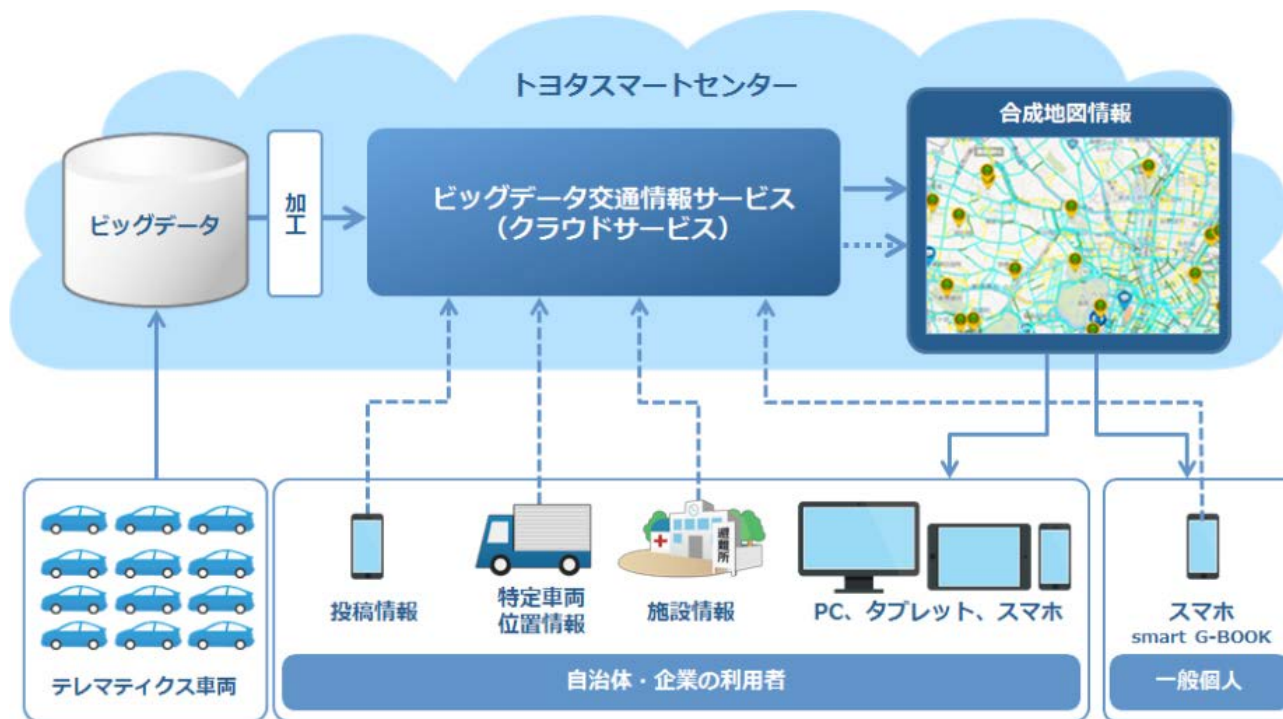 トヨタスマートセンター
合成地図情報
ビッグデータ
加工
ビッグデータ交通情報サービス
（クラウドサービス）
避難所
投稿情報
特定車両
位置情報
施設情報
PC、タブレット、スマホ
スマホ
smart G-BOOK
テレマティクス車両
自治体・企業の利用者
一般個人